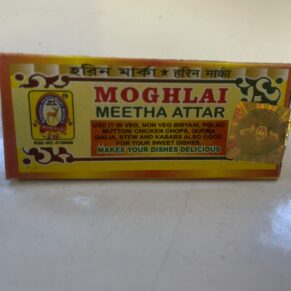 হরিন মার্কা ★ हरिन मार्का
MOGHLAI
MEETHA ATTAR
USE IT IN VEG, NON VEG BIRYANI, PULAO
MUTTON/ CHICKEN CHOPS, QURMA
QALIA, STEW AND KABABS ALSO GOOD
FOR YOUR SWEET DISHES.
MAKES YOUR DISHES DELICIOUS